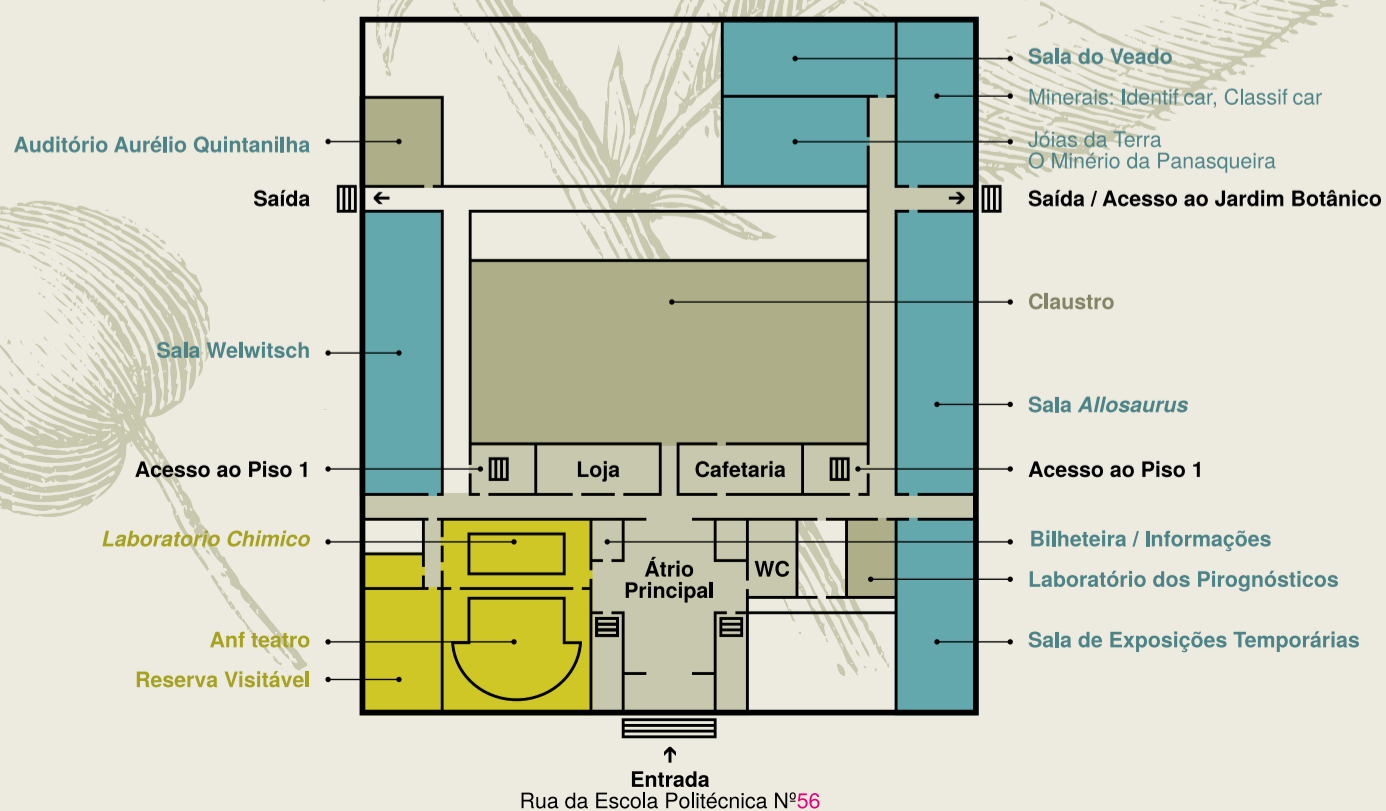 Sala do Veado
Minerais: Identif car, Classif car
Auditório Aurélio Quintanilha
Jóias da Terra
O Minério da Panasqueira
Saída
Saída / Acesso ao Jardim Botânico
Claustro
Sala Welwitsch
Sala Allosaurus
Acesso ao Piso 1
Loja
Cafetaria
Acesso ao Piso 1
Laboratorio Chimico
Bilheteira / Informações
Átrio
Principal
WC
Laboratório dos Pirognósticos
Anf teatro
Sala de Exposições Temporárias
Reserva Visitável
Entrada
Rua da Escola Politécnica Nº56